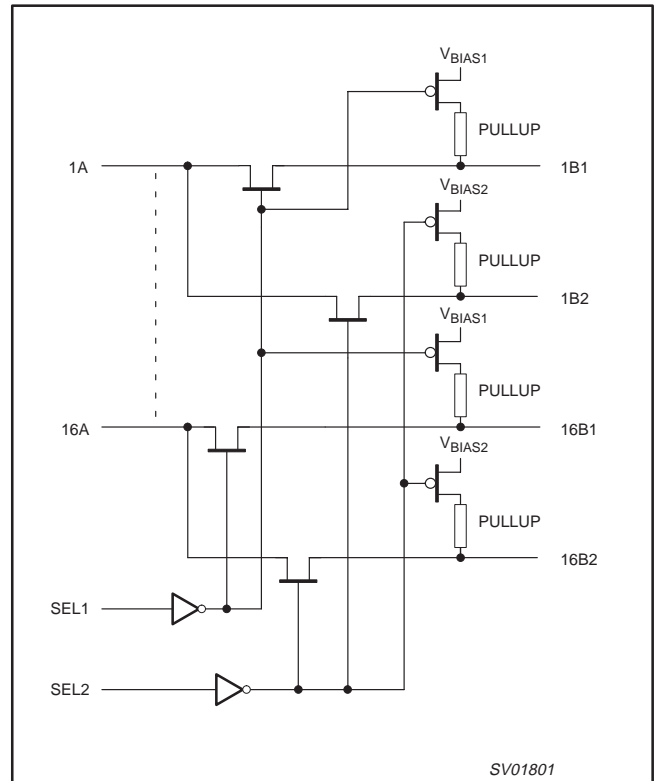 VBIAS1
PULLUP
1A
1B1
VBIAS2
PULLUP
1B2
VBIAS1
PULLUP
16A
16B1
VBIAS2
PULLUP
16B2
SEL1
SEL2
SV01801